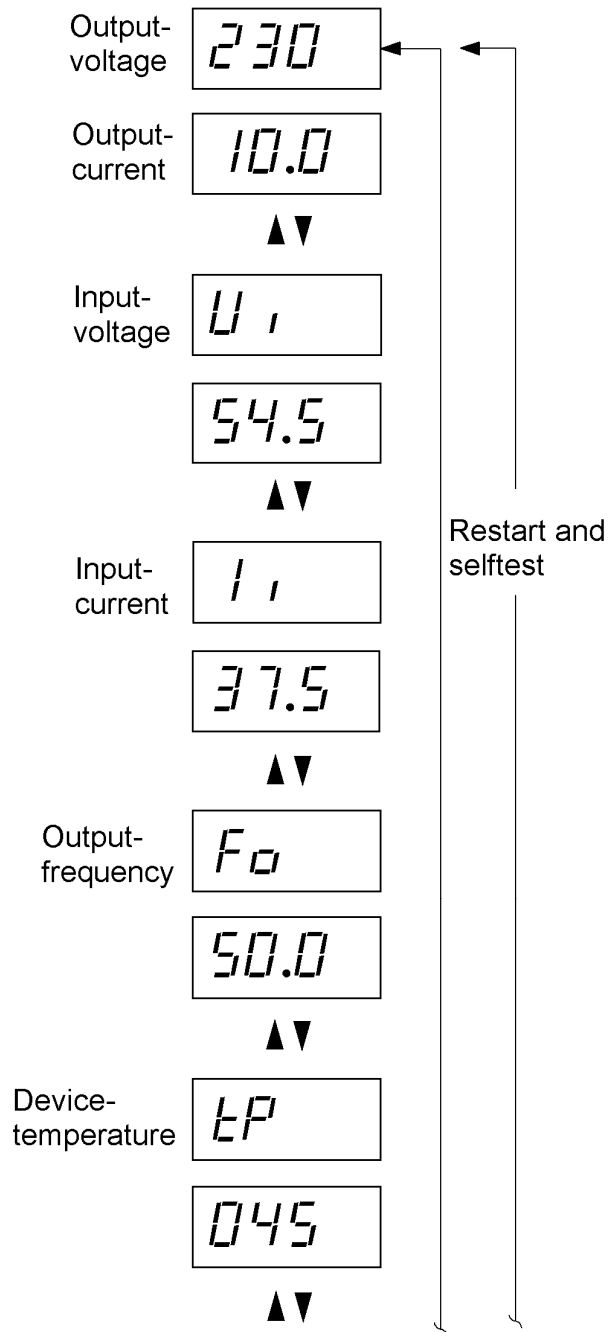 Output-
voltage
230
Output-
current
10.0
Input-
voltage
Ui
54.5
Input-
current
Ii
37.5
Restart and
selftest
Output-
frequency
Fo
50.0
Device-
temperature
tP
045